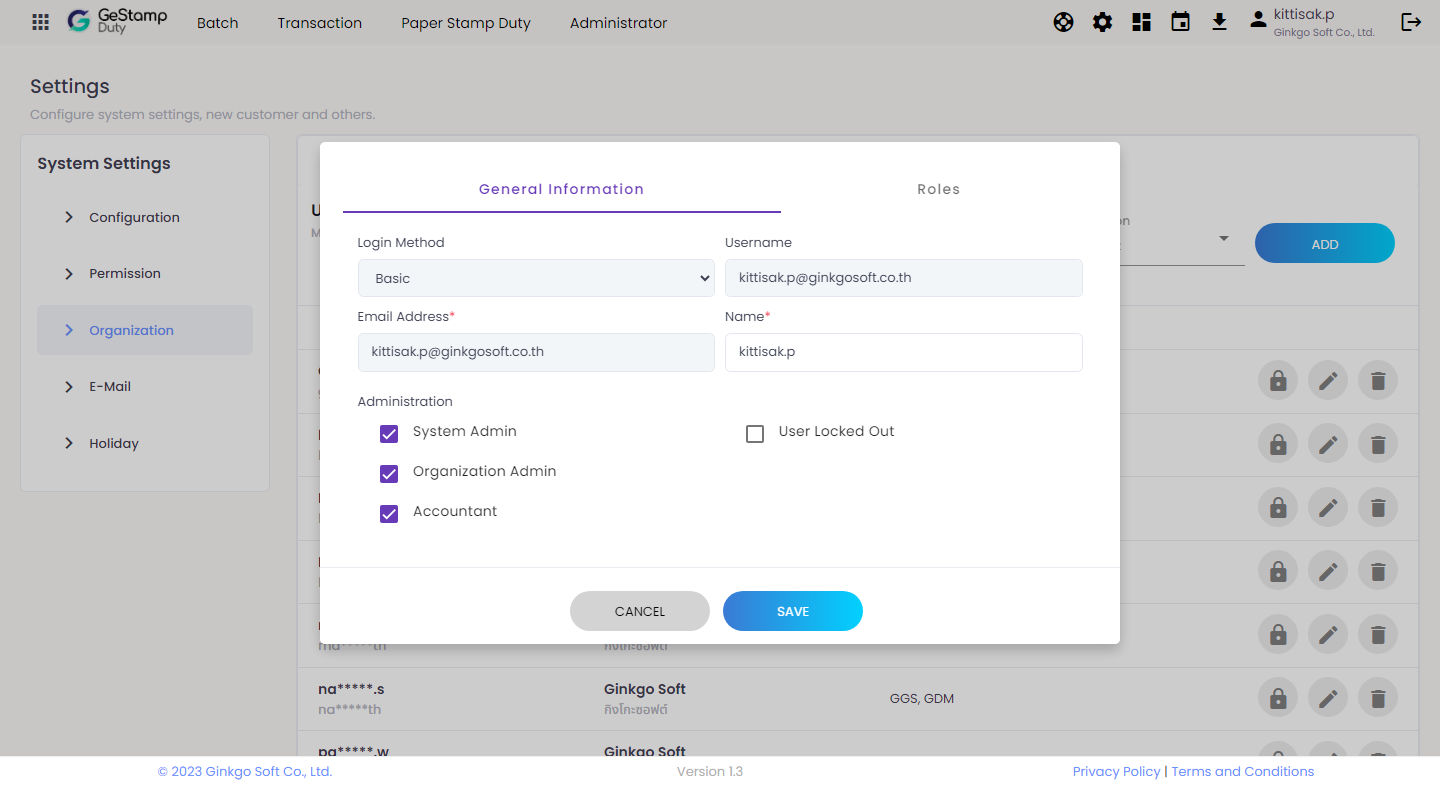 GeStamp
Duty
Batch
Transaction
Paper Stamp Duty
Administrator
kittisak.p
Ginkgo Soft Co., Ltd.
Settings
Configure system settings, new customer and others.
System Settings
Configuration
Permission
Organization
E-Mail
Holiday
ADD
General Information
Roles
Login Method
Username
Basic
kittisak.p@ginkgosoft.co.th
Email Address*
Name*
kittisak.p@ginkgosoft.co.th
kittisak.p
Administration
System Admin
User Locked Out
Organization Admin
Accountant
CANCEL
SAVE
na*****.s
Ginkgo Soft
na*****th
กิงโกะซอฟต์
GGS, GDM
pa*****.w
Ginkgo Soft
© 2023 Ginkgo Soft Co., Ltd.
Version 1.3
Privacy Policy | Terms and Conditions